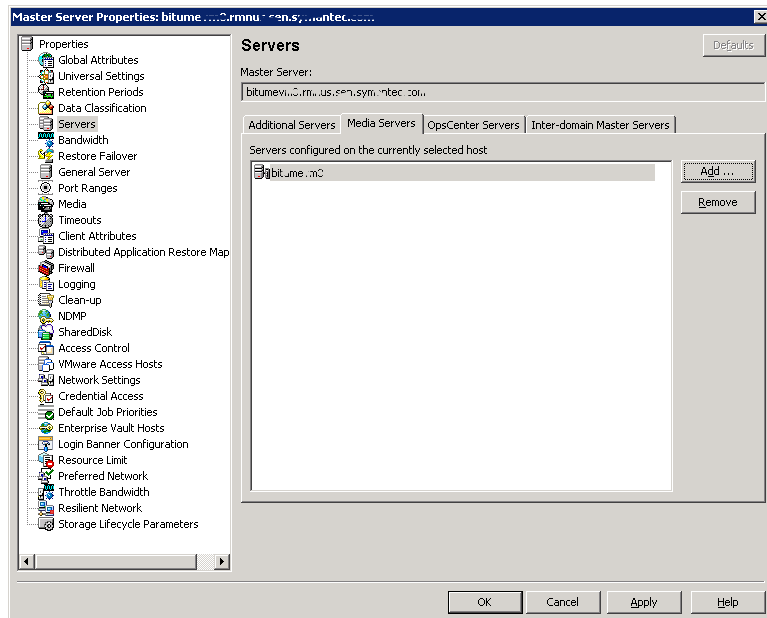 Master Server Properties:
Properties
Global Attributes
Universal Settings
Retention Periods
Data Classification
Servers
Bandwidth
Restore Failover
General Server
Port Ranges
Media
Timeouts
Client Attributes
Distributed Application Restore Map
Firewall
Logging
Clean-up
NDMP
SharedDisk
Access Control
VMware Access Hosts
Network Settings
Credential Access
Default Job Priorities
Enterprise Vault Hosts
Login Banner Configuration
Resource Limit
Preferred Network
Throttle Bandwidth
Resilient Network
Storage Lifecycle Parameters
Servers
Defaults
Master Server:
Additional Servers Media Servers OpsCenter Servers Inter-domain Master Servers
Servers configured on the currently selected host
Add ...
Remove
OK Cancel Apply Help